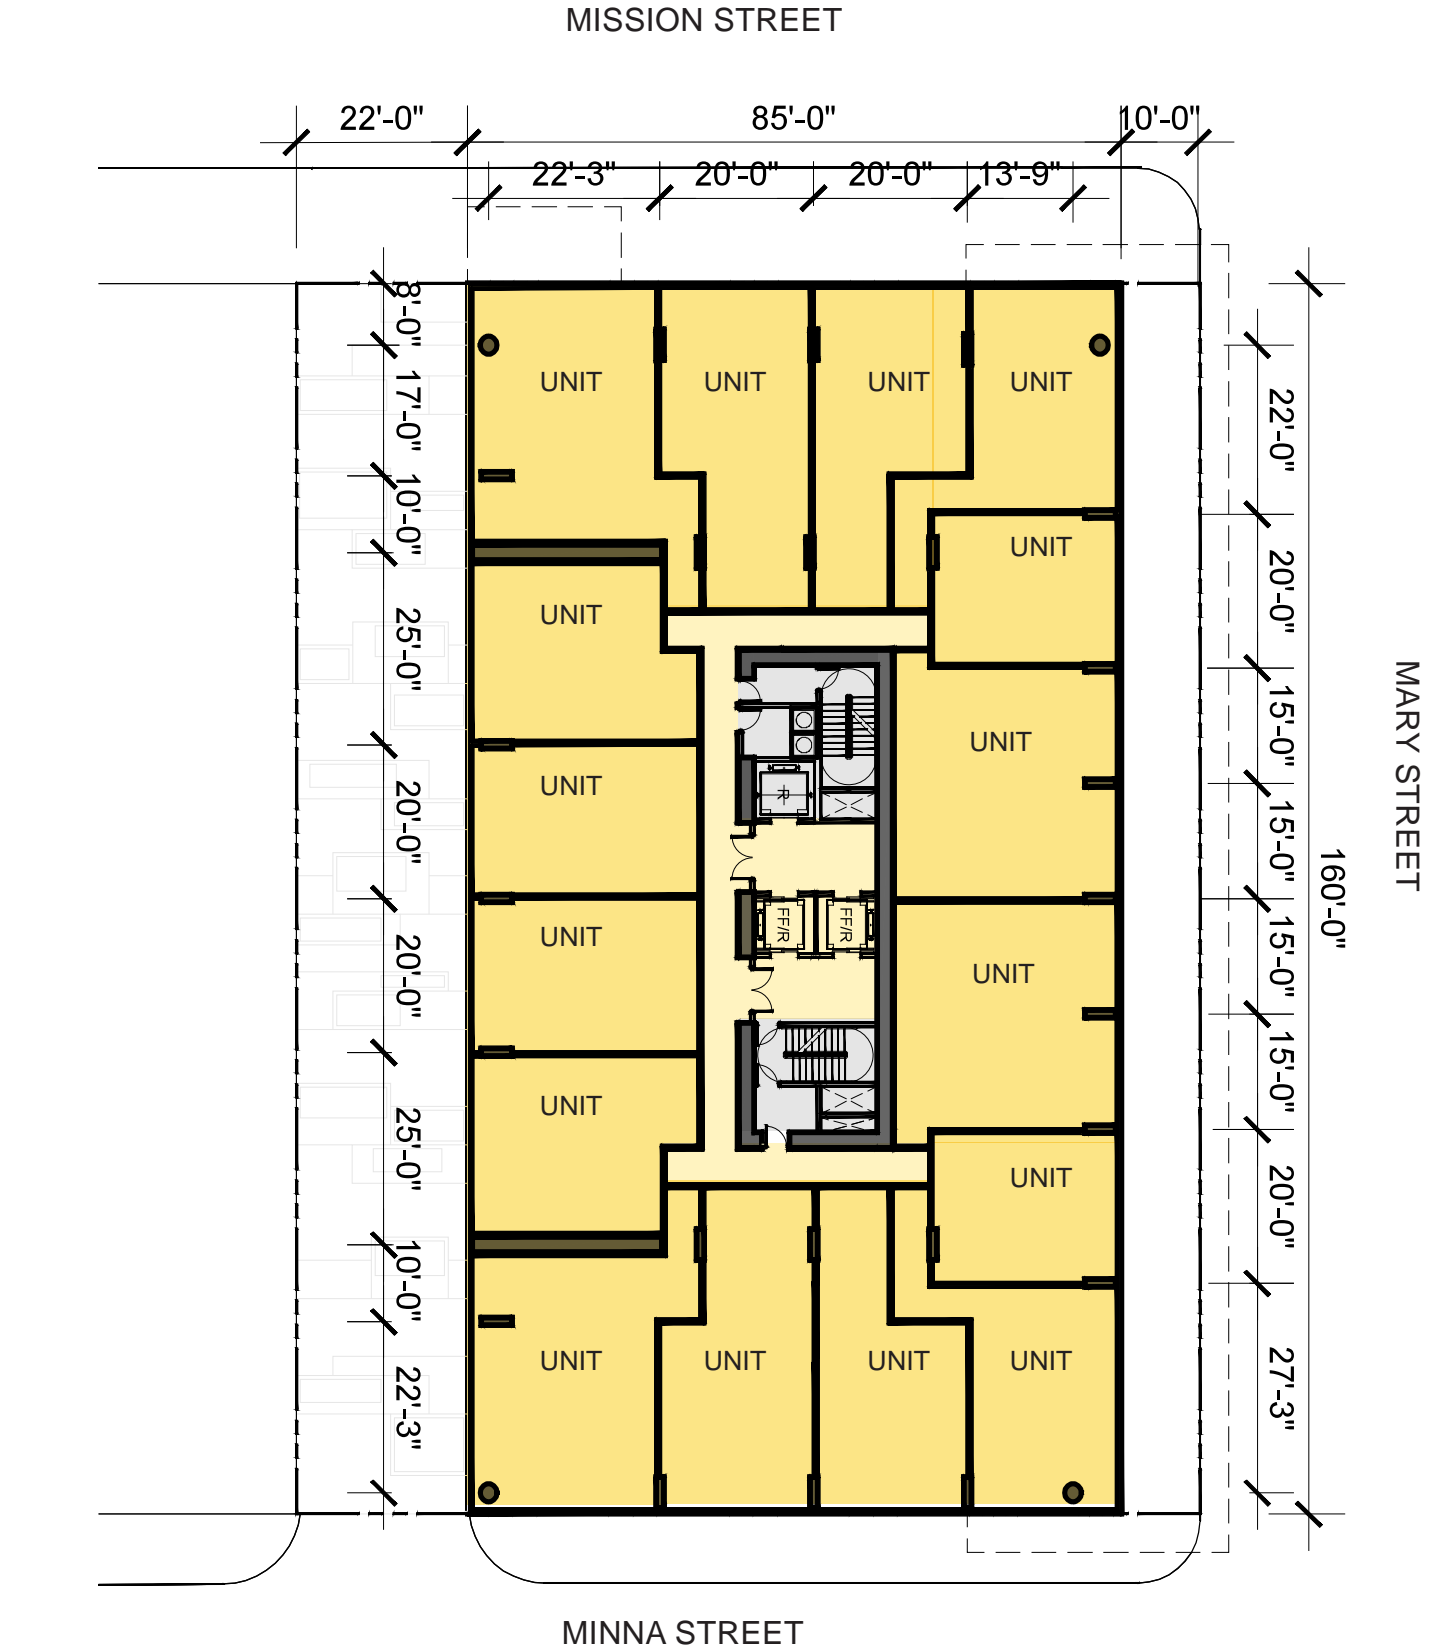 MISSION STREET
22'-0"
85'-0"
10'-0"
22'-3"
20'-0"
20'-0"
13'-9"
8'-0"
17'-0"
10'-0"
25'-0"
20'-0"
20'-0"
25'-0"
10'-0"
22'-3"
UNIT
UNIT
UNIT
UNIT
UNIT
UNIT
UNIT
UNIT
R
UNIT
FF/R
FF/R
UNIT
UNIT
UNIT
UNIT
UNIT
UNIT
UNIT
UNIT
22'-0"
20'-0"
15'-0"
15'-0"
15'-0"
15'-0"
20'-0"
27'-3"
160'-0"
MARY STREET
MINNA STREET